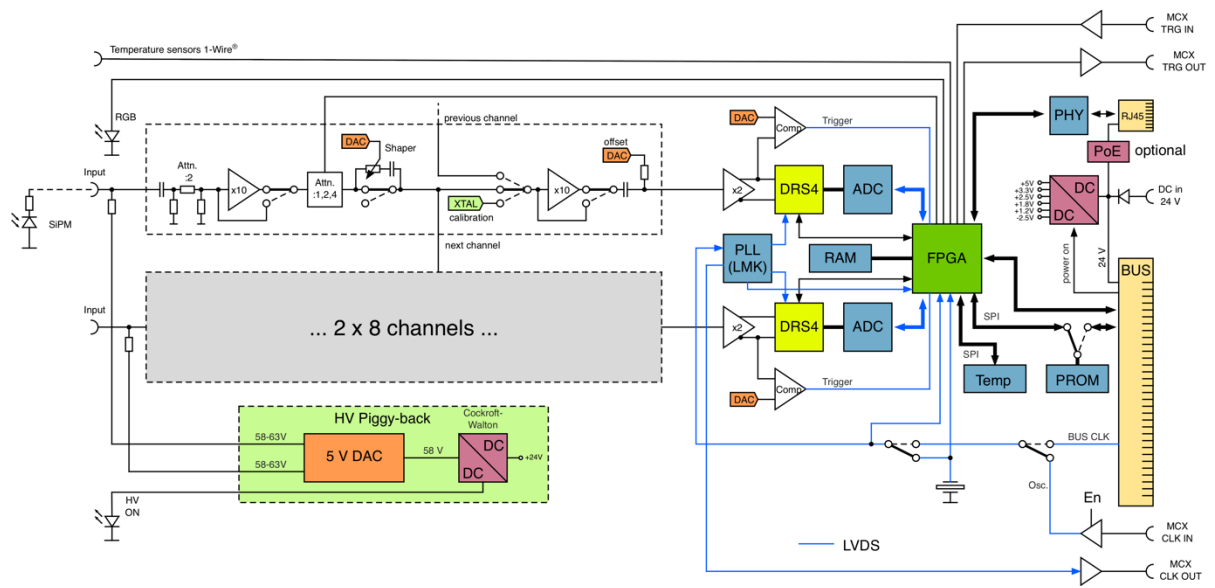 MCX
TRG IN
Temperature sensors 1-Wire®
MCX
TRG OUT
RGB
previous channel
DAC
Comp
Trigger
PHY
RJ45
PoE
optional
Input
Attn.
:2
x10
Attn.
:1,2,4
DAC
Shaper
offset
DAC
XTAL
calibration
x10
x2
DRS4
ADC
+5V
+3.3V
+2.5V
+1.8V
+1.2V
-2.5V
DC
DC
DC in
24 V
SiPM
next channel
PLL
(LMK)
RAM
FPGA
power on
24 V
BUS
Input
... 2 x 8 channels ...
x2
DRS4
ADC
SPI
SPI
Temp
PROM
DAC
Comp
Trigger
HV Piggy-back
Cockroft-
Walton
58-63V
58-63V
5 V DAC
58 V
DC
DC
+24V
BUS CLK
Osc.
HV
ON
En
MCX
CLK IN
LVDS
MCX
CLK OUT